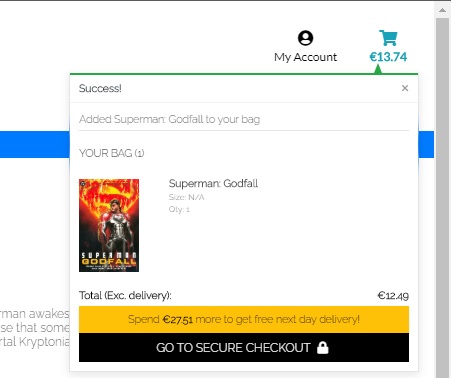 My Account
€13.74
Success!
×
Added Superman: Godfall to your bag
YOUR BAG (1)
Superman: Godfall
Size: N/A
Qty: 1
SUPERMAN
GODFALL
Total (Exc. delivery):
€12.49
Spend €27.51 more to get free next day delivery!
GO TO SECURE CHECKOUT
rman awakes
se that some
rtal Kryptonia